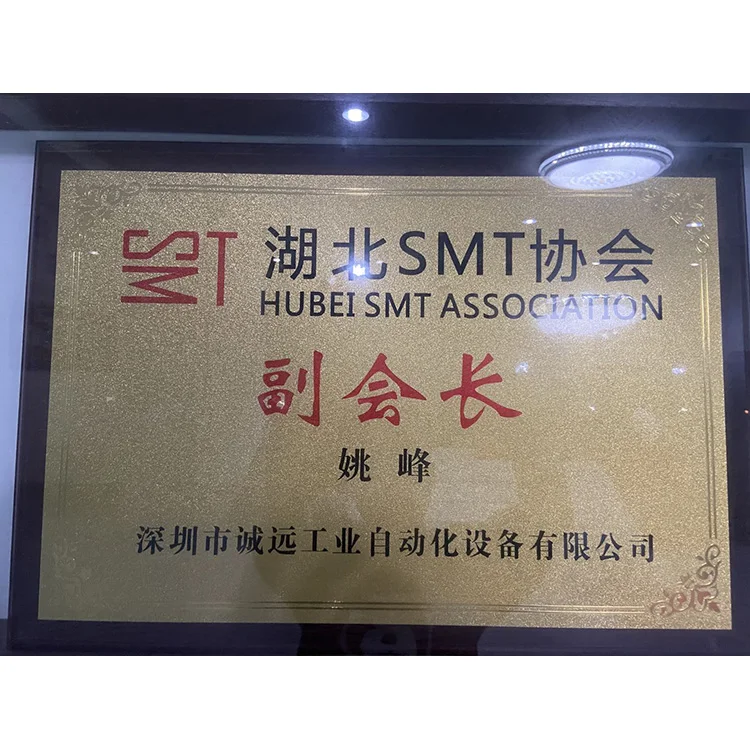 SMT
湖北SMT协会
HUBEI SMT ASSOCIATION
副会长
姚 峰
深圳市诚远工业自动化设备有限公司